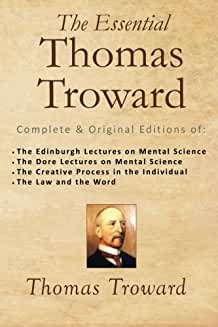 The Essential
Thomas
Troward
Complete & Original Editions of:
• The Edinburgh Lectures on Mental Science
• The Dore Lectures on Mental Science
• The Creative Process in the Individual
• The Law and the Word
Thomas Troward